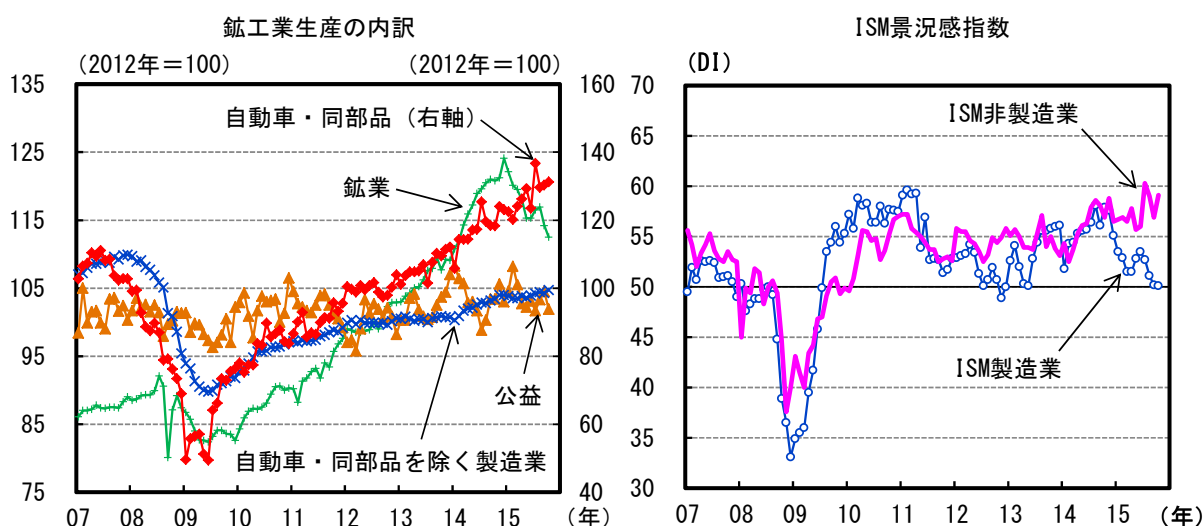 鉱工業生産の内訳
(2012年＝100)
(2012年＝100)
135
125
115
105
95
85
75
160
140
120
100
80
60
40
自動車・同部品（右軸）
鉱業
公益
自動車・同部品を除く製造業
07 08 09 10 11 12 13 14 15 (年)
ISM景況感指数
(DI)
70
65
60
55
50
45
40
35
30
ISM非製造業
ISM製造業
07 08 09 10 11 12 13 14 15 (年)